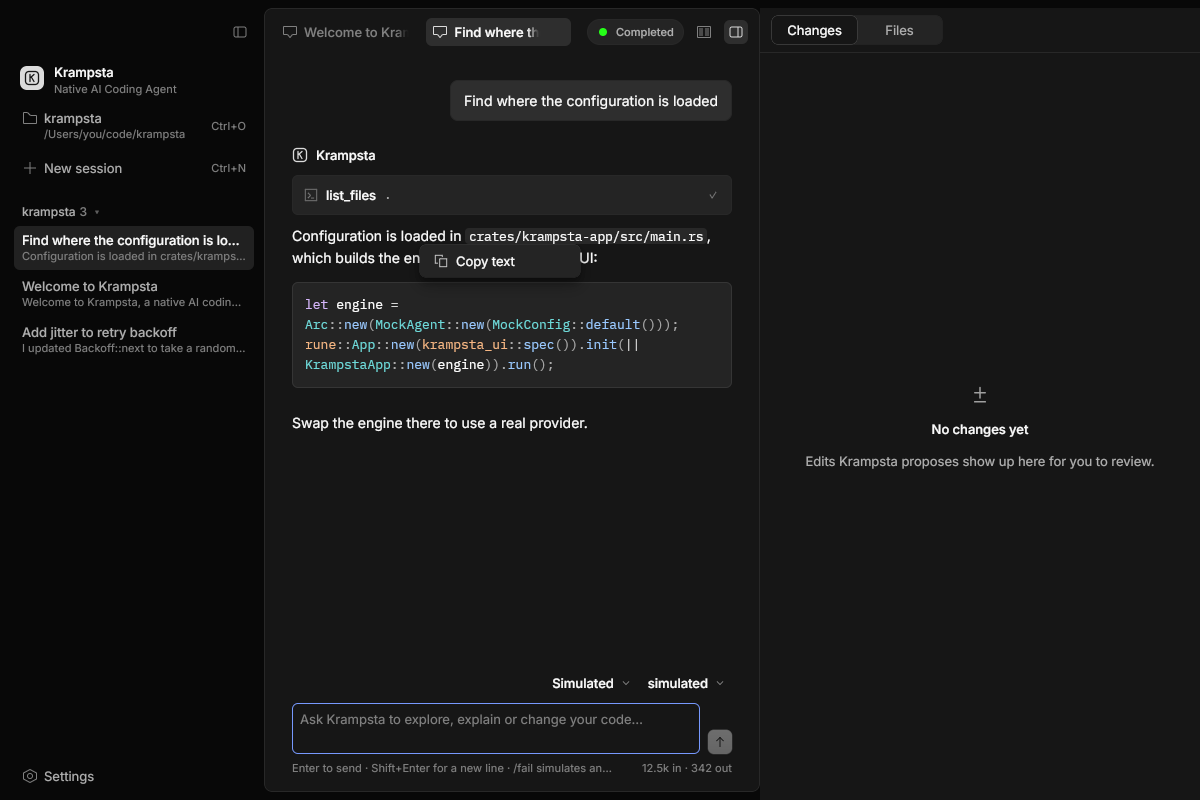 Krampsta
Native AI Coding Agent
krampsta
/Users/you/code/krampsta
Ctrl+O
New session
Ctrl+N
krampsta 3
Find where the configuration is lo...
Configuration is loaded in crates/kramps...
Welcome to Krampsta
Welcome to Krampsta, a native AI codin...
Add jitter to retry backoff
I updated Backoff::next to take a random...
Settings
Welcome to Krar
Find where th
Completed
Find where the configuration is loaded
K Krampsta
list_files .
Configuration is loaded in crates/krampsta-app/src/main.rs,
which builds the en
UI:
Copy text
let engine =
Arc::new(MockAgent::new(MockConfig::default()));
rune::App::new(krampsta_ui::spec()).init(||
KrampstaApp::new(engine)).run();
Swap the engine there to use a real provider.
Simulated
simulated
Ask Krampsta to explore, explain or change your code...
Enter to send · Shift+Enter for a new line · /fail simulates an...
12.5k in · 342 out
Changes
Files
No changes yet
Edits Krampsta proposes show up here for you to review.